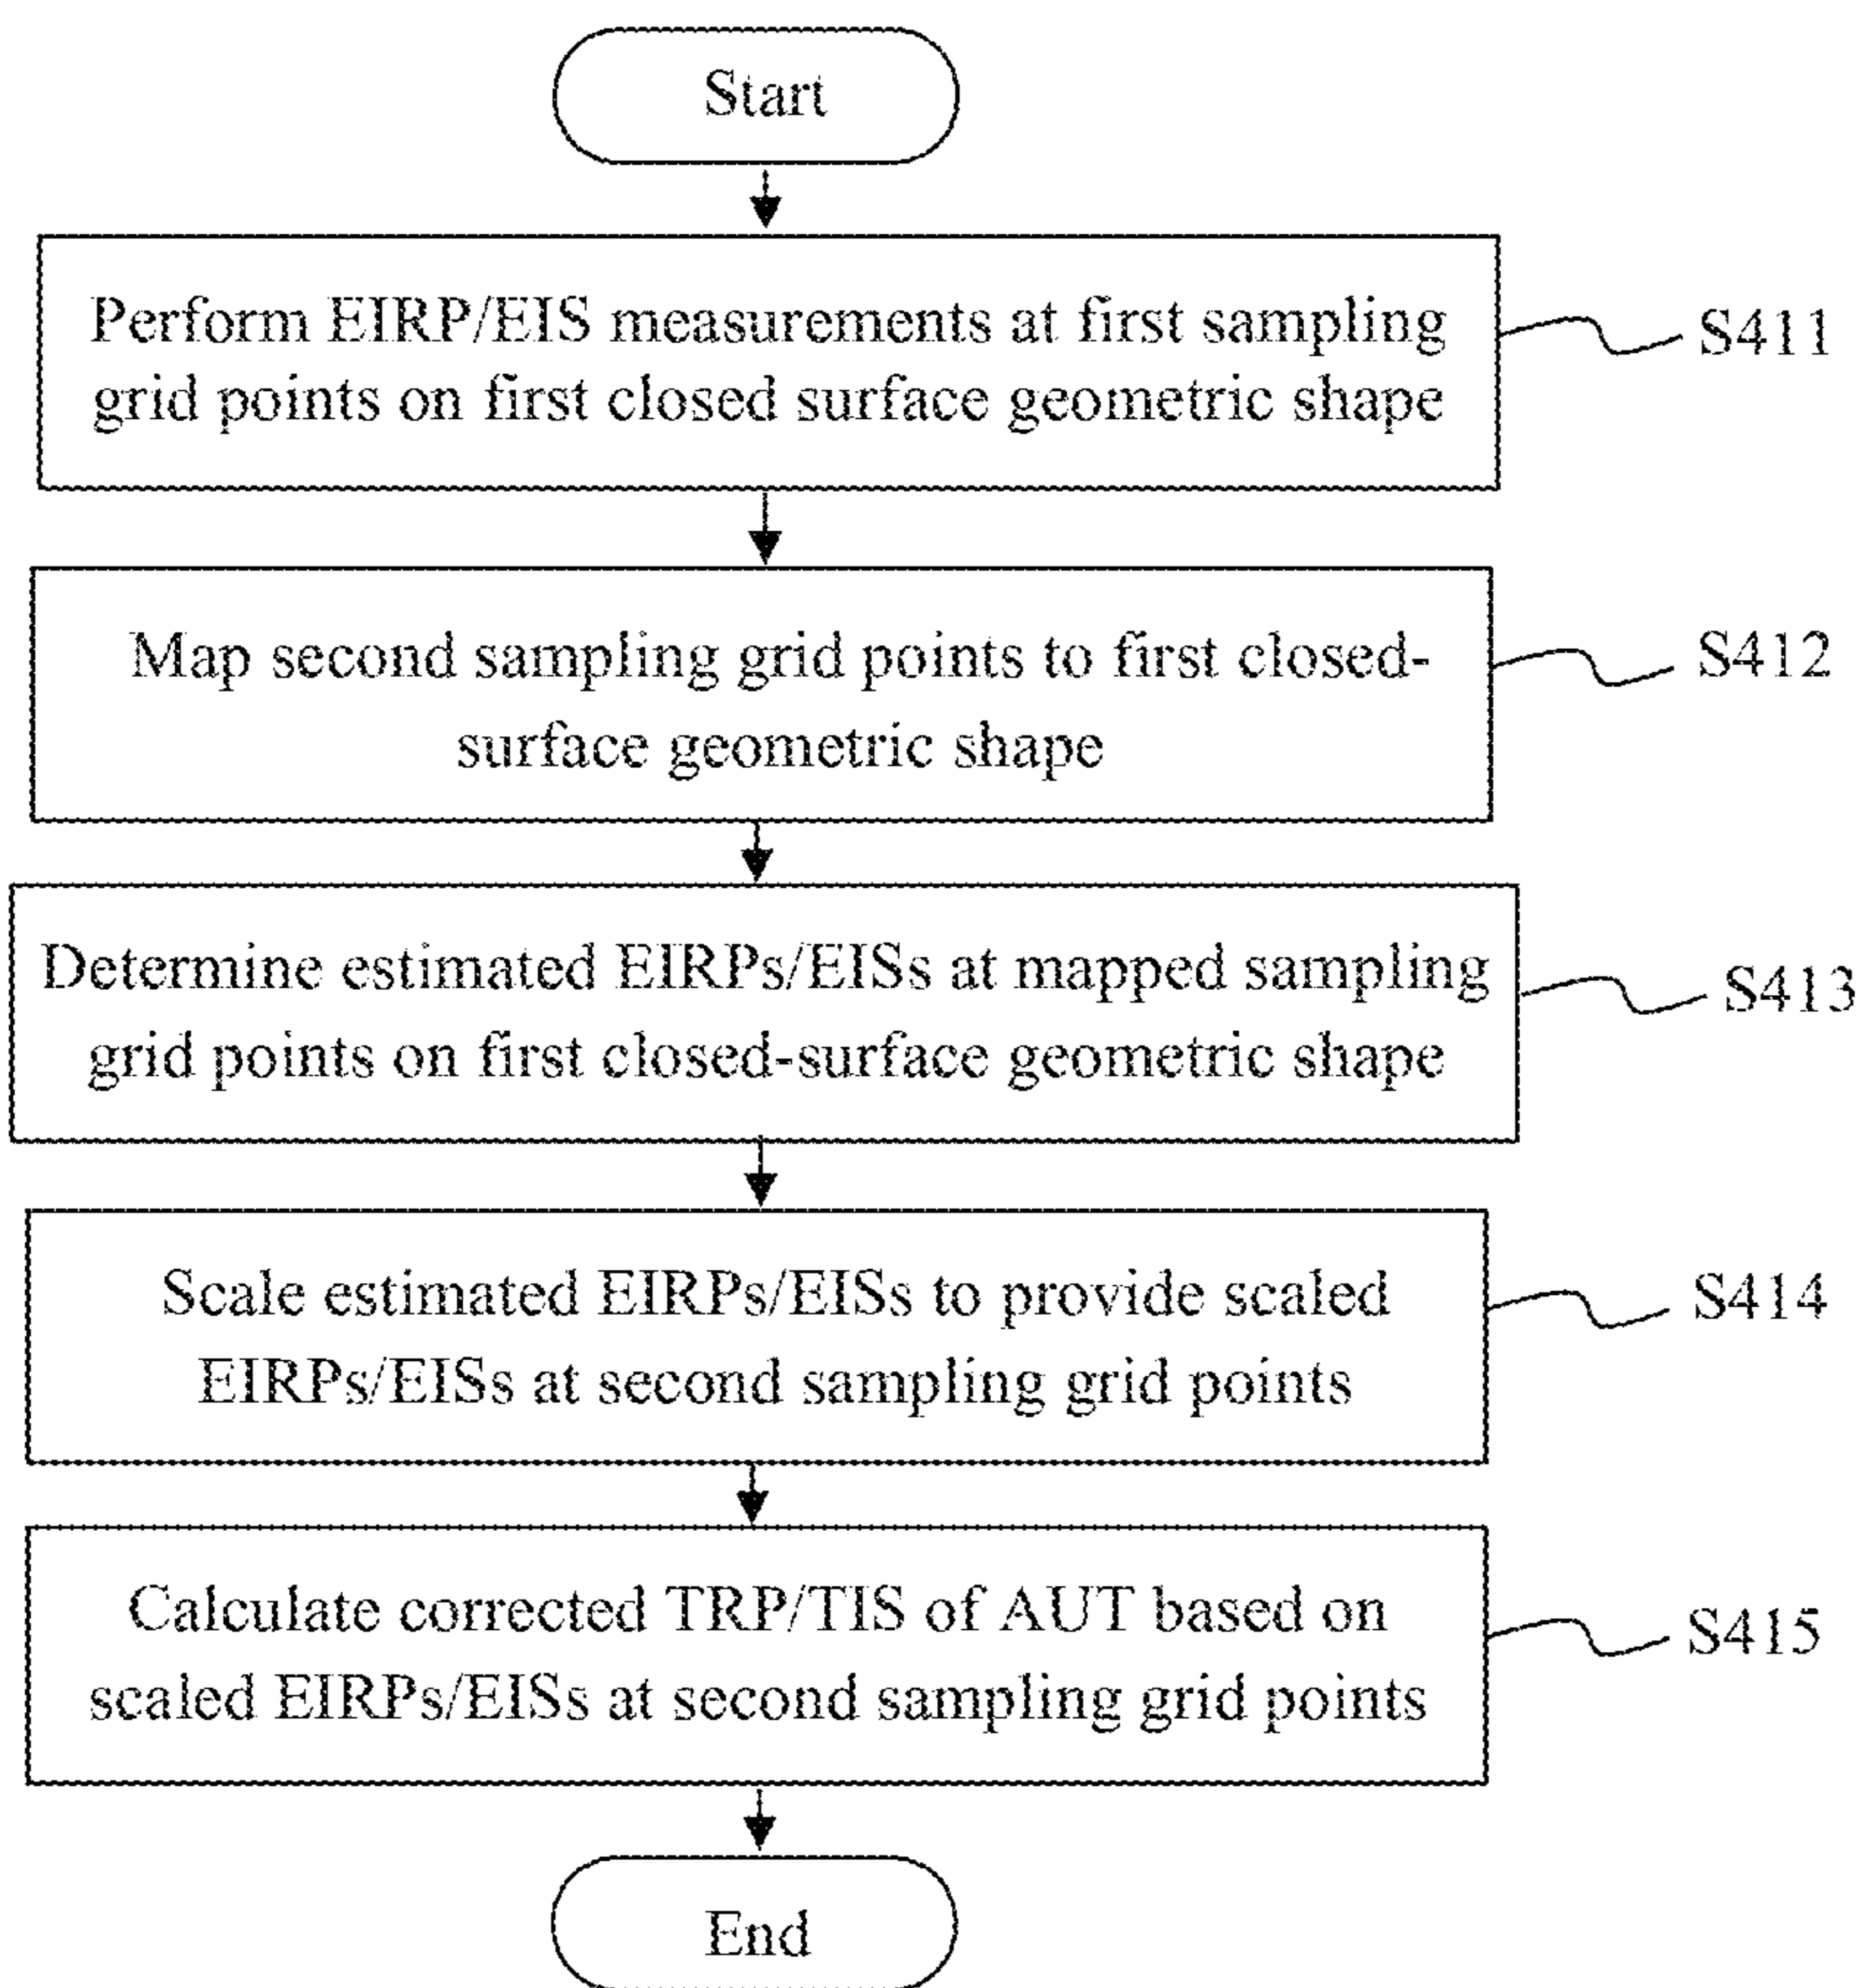 Start
Perform EIRP/EIS measurements at first sampling
grid points on first closed surface geometric shape
S411
Map second sampling grid points to first closed-
surface geometric shape
S412
Determine estimated EIRPs/EISs at mapped sampling
grid points on first closed-surface geometric shape
S413
Scale estimated EIRPs/EISs to provide scaled
EIRPs/EISs at second sampling grid points
S414
Calculate corrected TRP/TIS of AUT based on
scaled EIRPs/EISs at second sampling grid points
S415
End